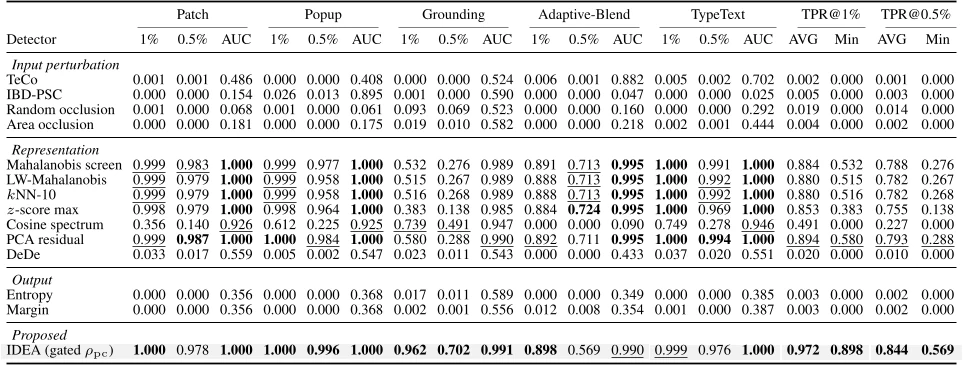 Patch Popup Grounding Adaptive-Blend TypeText TPR@1% TPR@0.5%
Detector 1% 0.5% AUC 1% 0.5% AUC 1% 0.5% AUC 1% 0.5% AUC 1% 0.5% AUC AVG Min AVG Min
Input perturbation
TeCo 0.001 0.001 0.486 0.000 0.000 0.408 0.000 0.000 0.524 0.006 0.001 0.882 0.005 0.002 0.702 0.002 0.000 0.001 0.000
IBD-PSC 0.000 0.000 0.154 0.026 0.013 0.895 0.001 0.000 0.590 0.000 0.000 0.047 0.000 0.000 0.025 0.005 0.000 0.003 0.000
Random occlusion 0.001 0.000 0.068 0.001 0.000 0.061 0.093 0.069 0.523 0.000 0.000 0.160 0.000 0.000 0.292 0.019 0.000 0.014 0.000
Area occlusion 0.000 0.000 0.181 0.000 0.000 0.175 0.019 0.010 0.582 0.000 0.000 0.218 0.002 0.001 0.444 0.004 0.000 0.002 0.000
Representation
Mahalanobis screen 0.999 0.983 1.000 0.999 0.977 1.000 0.532 0.276 0.989 0.891 0.713 0.995 1.000 0.991 1.000 0.884 0.532 0.788 0.276
LW-Mahalanobis 0.999 0.979 1.000 0.999 0.958 1.000 0.515 0.267 0.989 0.888 0.713 0.995 1.000 0.992 1.000 0.880 0.515 0.782 0.267
kNN-10 0.999 0.979 1.000 0.999 0.958 1.000 0.516 0.268 0.989 0.888 0.713 0.995 1.000 0.992 1.000 0.880 0.516 0.782 0.268
z-score max 0.998 0.979 1.000 0.998 0.964 1.000 0.383 0.138 0.985 0.884 0.724 0.995 1.000 0.969 1.000 0.853 0.383 0.755 0.138
Cosine spectrum 0.356 0.140 0.926 0.612 0.225 0.925 0.739 0.491 0.947 0.000 0.000 0.090 0.749 0.278 0.946 0.491 0.000 0.227 0.000
PCA residual 0.999 0.987 1.000 1.000 0.984 1.000 0.580 0.288 0.990 0.892 0.711 0.995 1.000 0.994 1.000 0.894 0.580 0.793 0.288
DeDe 0.033 0.017 0.559 0.005 0.002 0.547 0.023 0.011 0.543 0.000 0.000 0.433 0.037 0.020 0.551 0.020 0.000 0.010 0.000
Output
Entropy 0.000 0.000 0.356 0.000 0.000 0.368 0.017 0.011 0.589 0.000 0.000 0.349 0.000 0.000 0.385 0.003 0.000 0.002 0.000
Margin 0.000 0.000 0.356 0.000 0.000 0.368 0.002 0.001 0.556 0.012 0.008 0.354 0.001 0.000 0.387 0.003 0.000 0.002 0.000
Proposed
IDEA (gated ρpc) 1.000 0.978 1.000 1.000 0.996 1.000 0.962 0.702 0.991 0.898 0.569 0.990 0.999 0.976 1.000 0.972 0.898 0.844 0.569